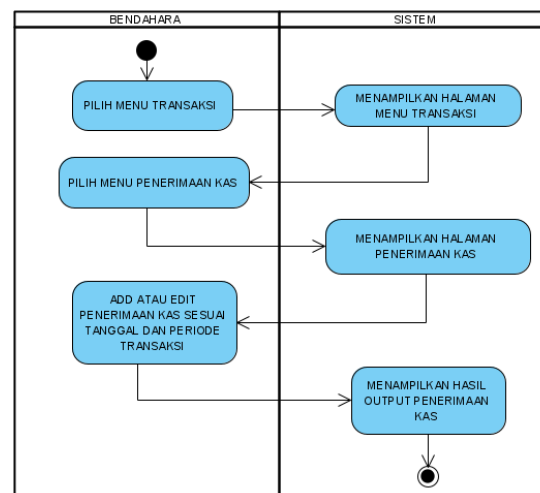 BENDAHARA
SISTEM
PILIH MENU TRANSAKSI
MENAMPILKAN HALAMAN
MENU TRANSAKSI
PILIH MENU PENERIMAAN KAS
MENAMPILKAN HALAMAN
PENERIMAAN KAS
ADD ATAU EDIT
PENERIMAAN KAS SESUAI
TANGGAL DAN PERIODE
TRANSAKSI
MENAMPILKAN HASIL
OUTPUT PENERIMAAN
KAS